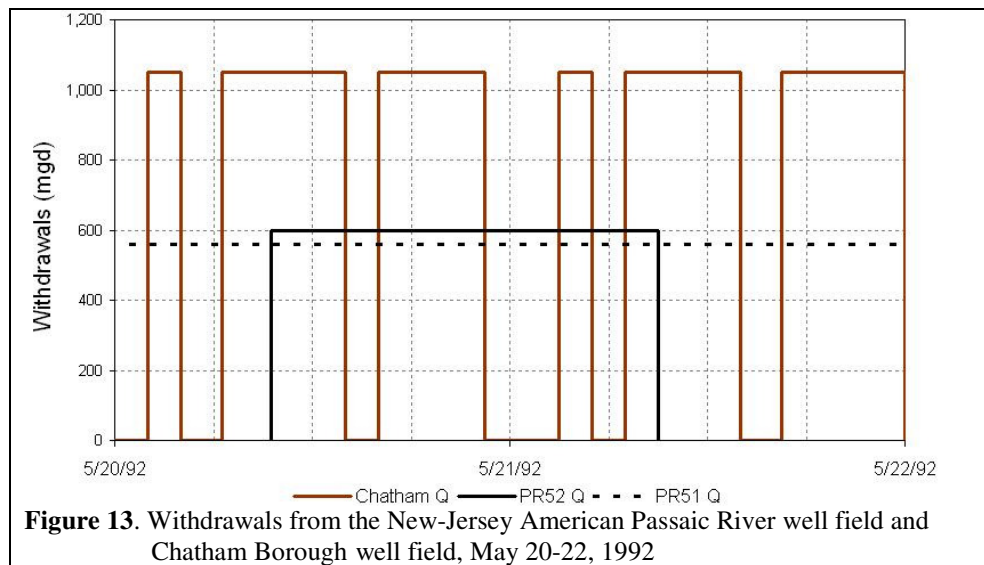 1,200
1,000
800
600
400
200
0
Withdrawals (mgd)
5/20/92 5/21/92 5/22/92
Chatham Q PR52 Q PR51 Q
Figure 13. Withdrawals from the New-Jersey American Passaic River well field and
Chatham Borough well field, May 20-22, 1992